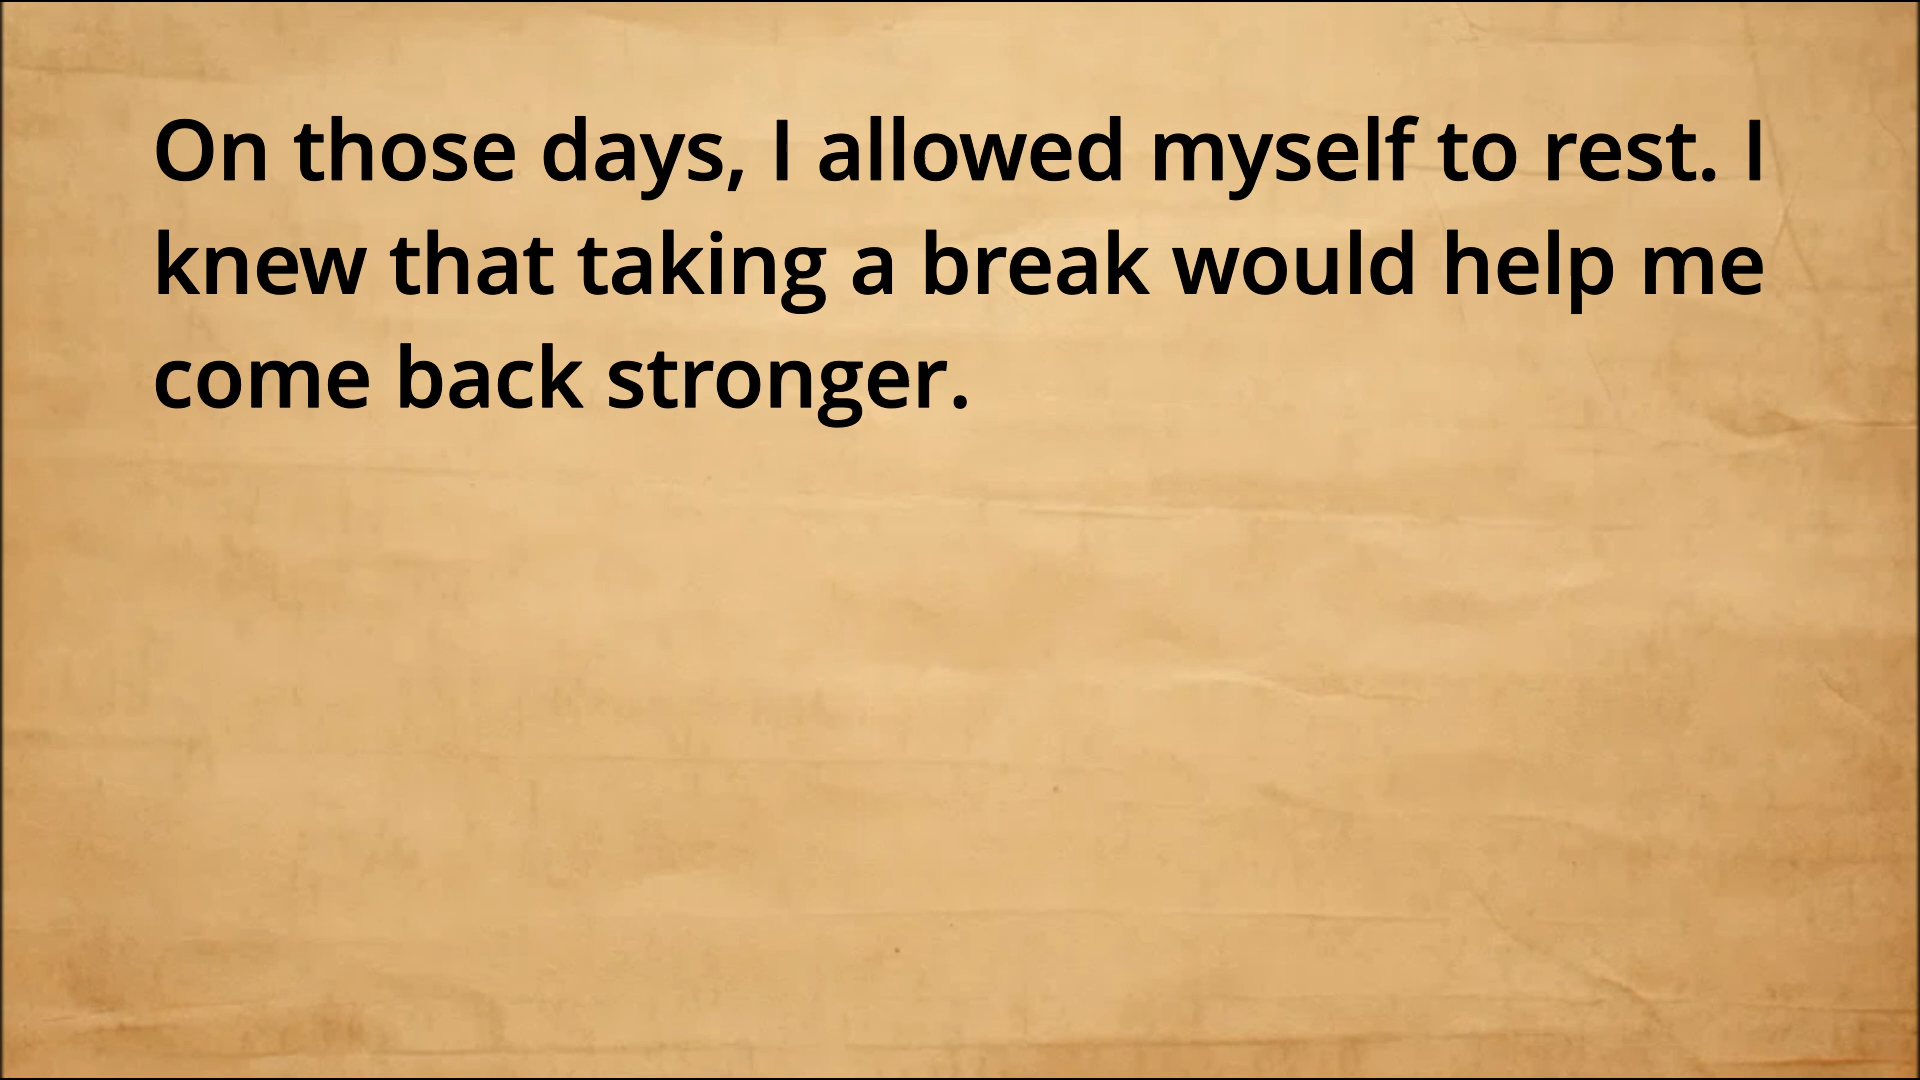 On those days, I allowed myself to rest. I
knew that taking a break would help me
come back stronger.